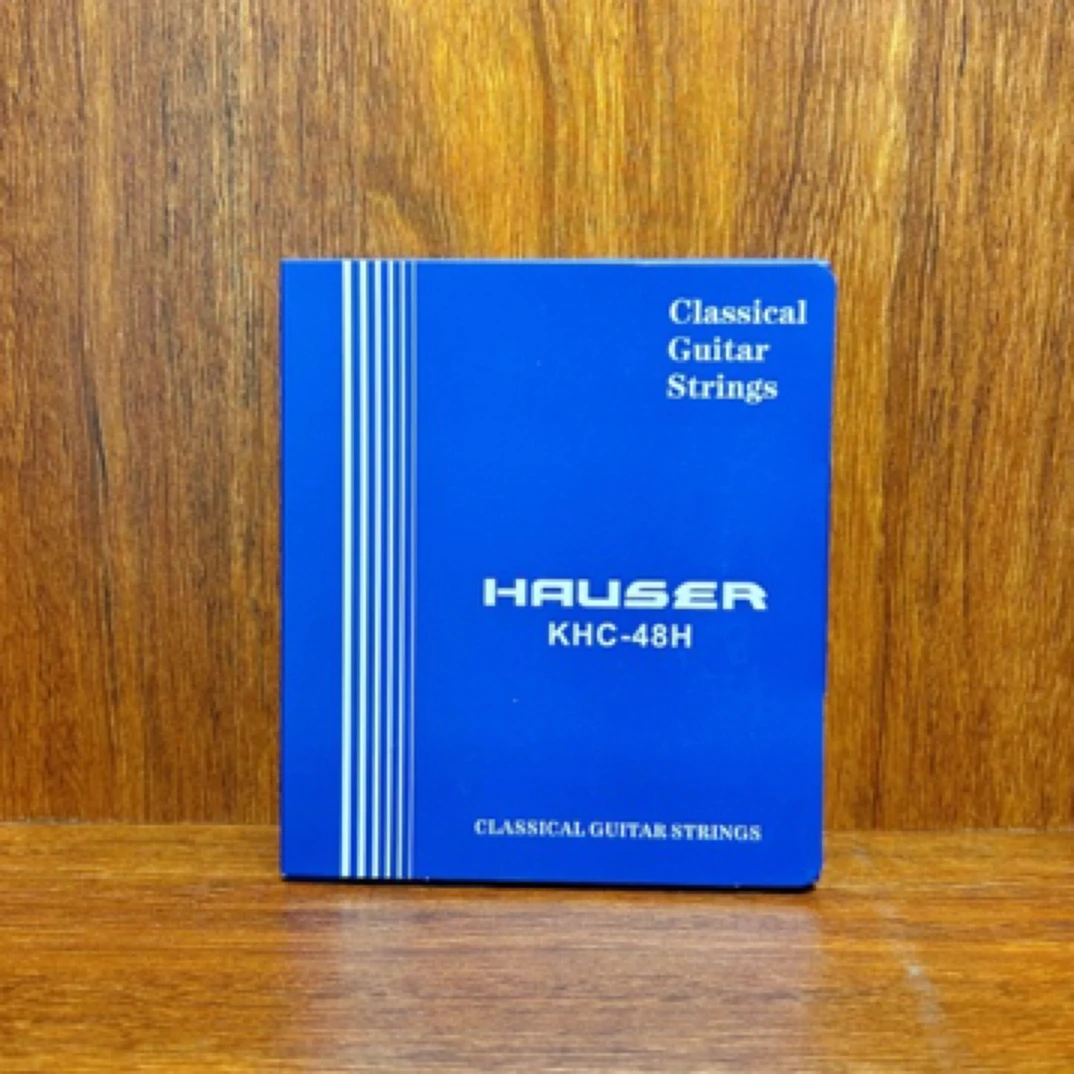 Classical
Guitar
Strings
HAUSER
KHC-48H
CLASSICAL GUITAR STRINGS